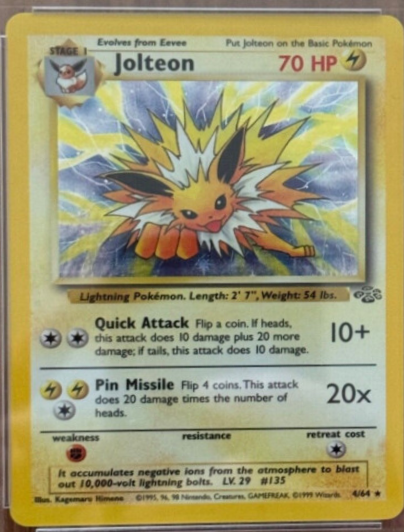 Evolves from Eevee Put Jolteon on the Basic Pokémon
STAGE 1
Jolteon 70 HP
Lightning Pokémon. Length: 2' 7", Weight: 54 lbs.
Quick Attack Flip a coin. If heads,
this attack does 10 damage plus 20 more
damage; if tails, this attack does 10 damage.
10+
Pin Missile Flip 4 coins. This attack
does 20 damage times the number of
heads.
20x
weakness resistance retreat cost
It accumulates negative ions from the atmosphere to blast
out 10,000-volt lightning bolts. LV. 29 #135
Illus. Kagemaru Himeno ©1995, 96, 98 Nintendo, Creatures, GAMEFREAK. ©1999 Wizards. 4/64 ★